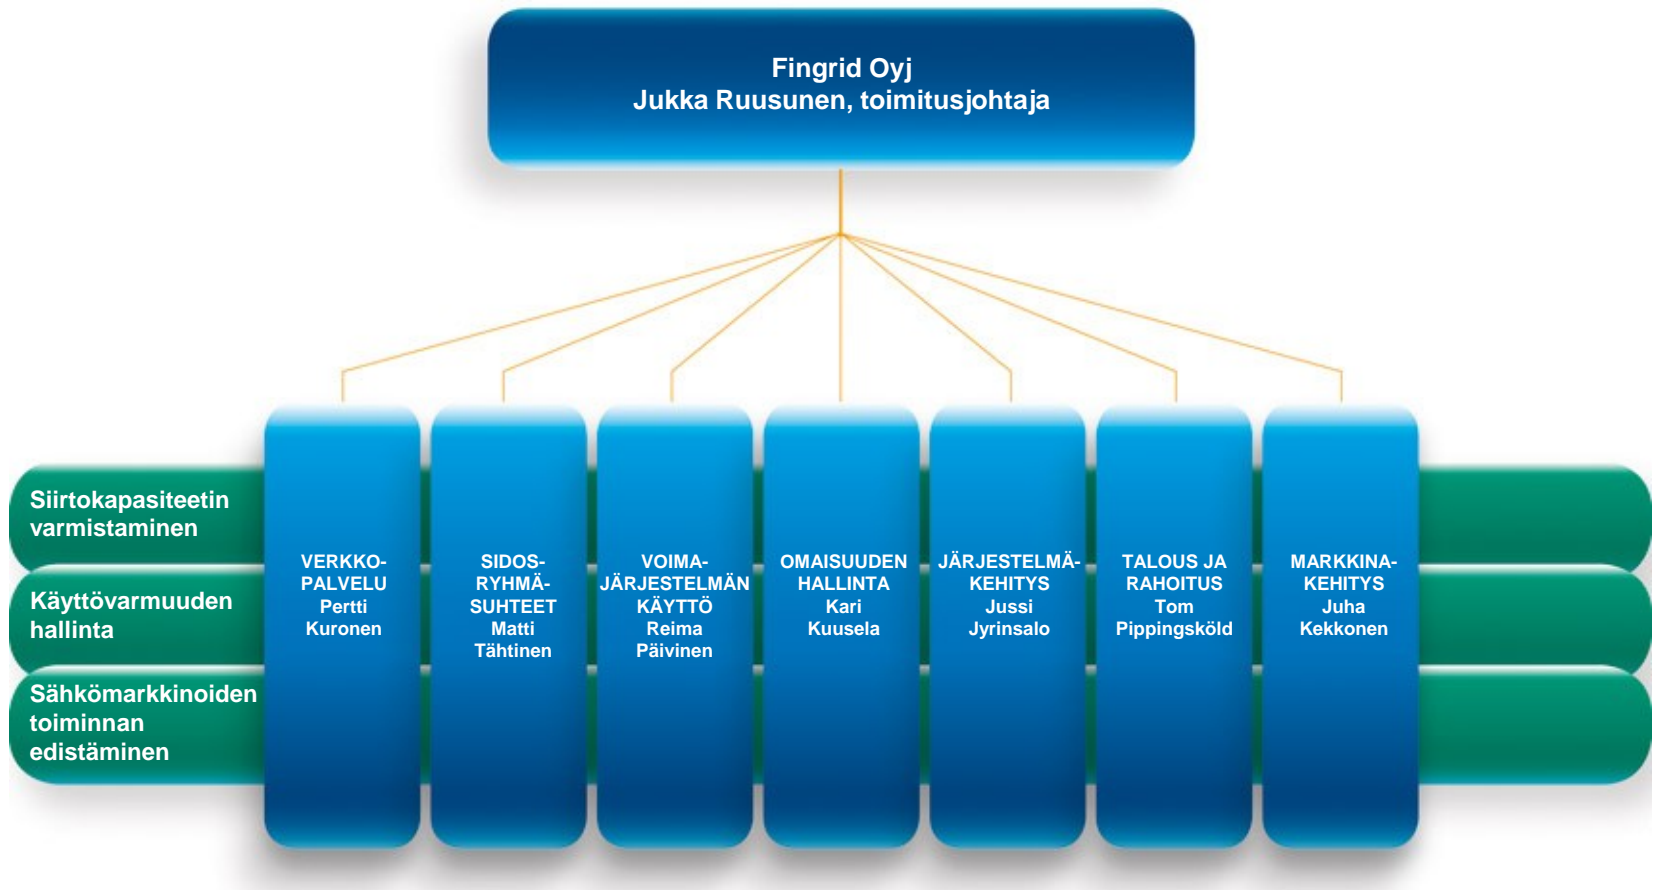 Fingrid Oyj
Jukka Ruusunen, toimitusjohtaja
Siirtokapasiteetin
varmistaminen
Käyttövarmuuden
hallinta
Sähkömarkkinoiden
toiminnan
edistäminen
VERKKO-
PALVELU
Pertti
Kuronen
SIDOS-
RYHMÄ-
SUHTEET
Matti
Tähtinen
VOIMA-
JÄRJESTELMÄN
KÄYTTÖ
Reima
Päivinen
OMAISUUDEN
HALLINTA
Kari
Kuusela
JÄRJESTELMÄ-
KEHITYS
Jussi
Jyrinsalo
TALOUS JA
RAHOITUS
Tom
Pippingsköld
MARKKINA-
KEHITYS
Juha
Kekkonen